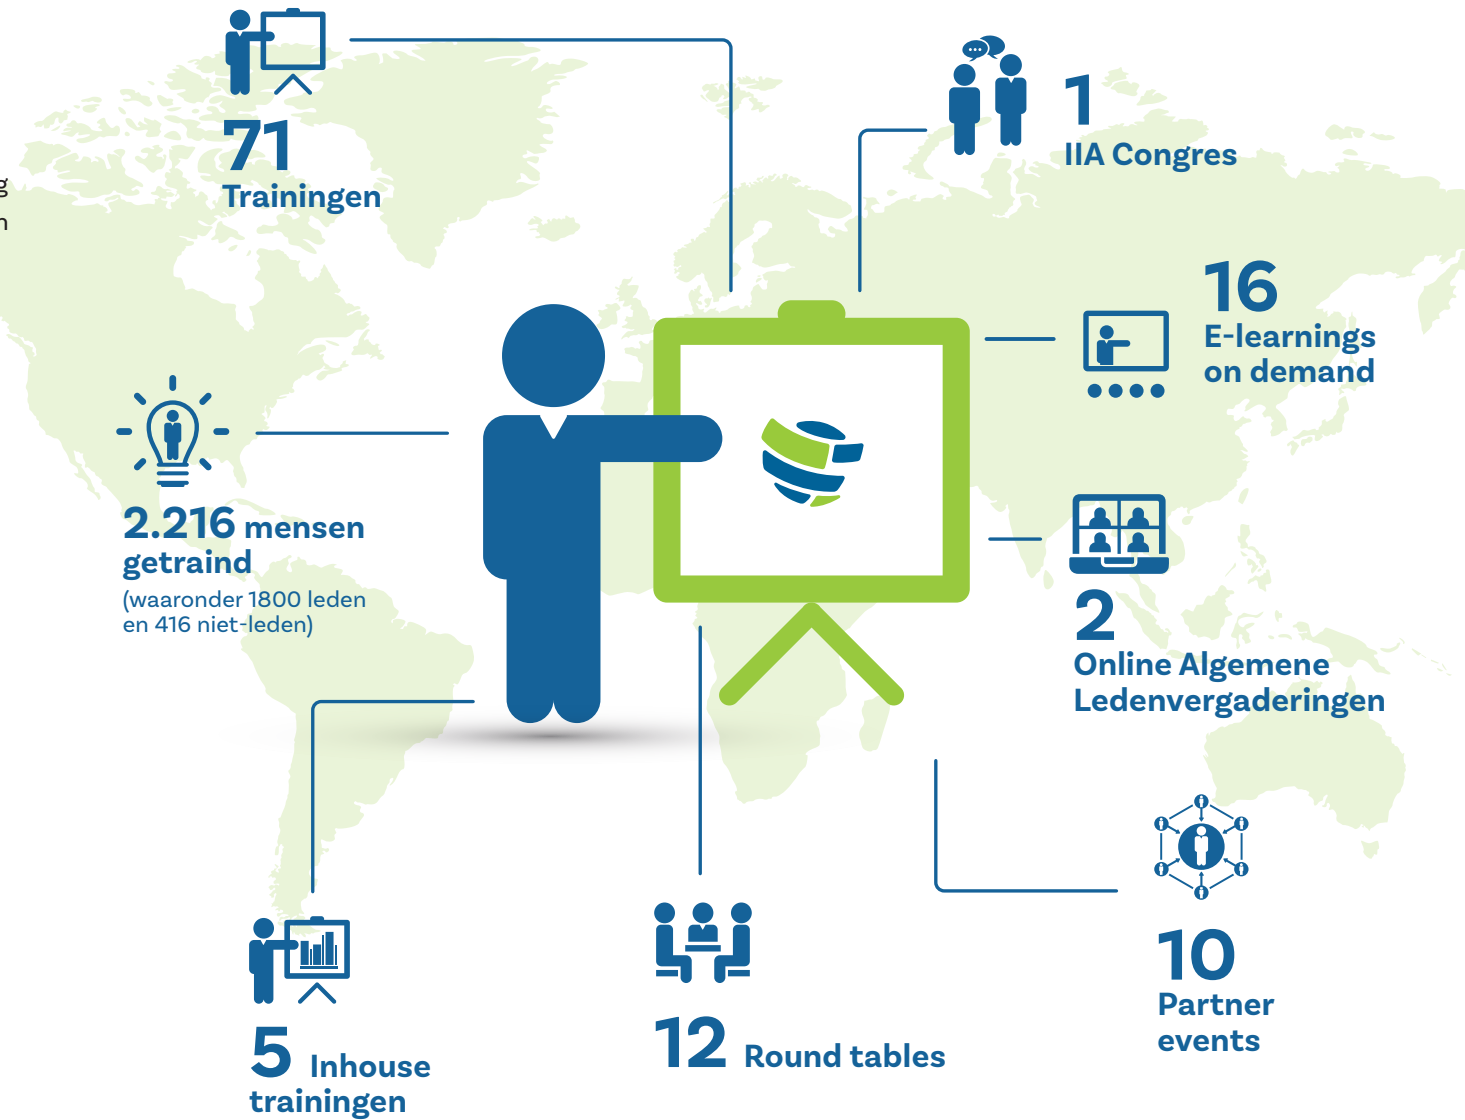 71
Trainingen
1
IIA Congres
g
n
16
E-learnings
on demand
2.216 mensen
getraind
(waaronder 1800 leden
en 416 niet-leden)
2
Online Algemene
Ledenvergaderingen
10
Partner
events
5 Inhouse
trainingen
12 Round tables